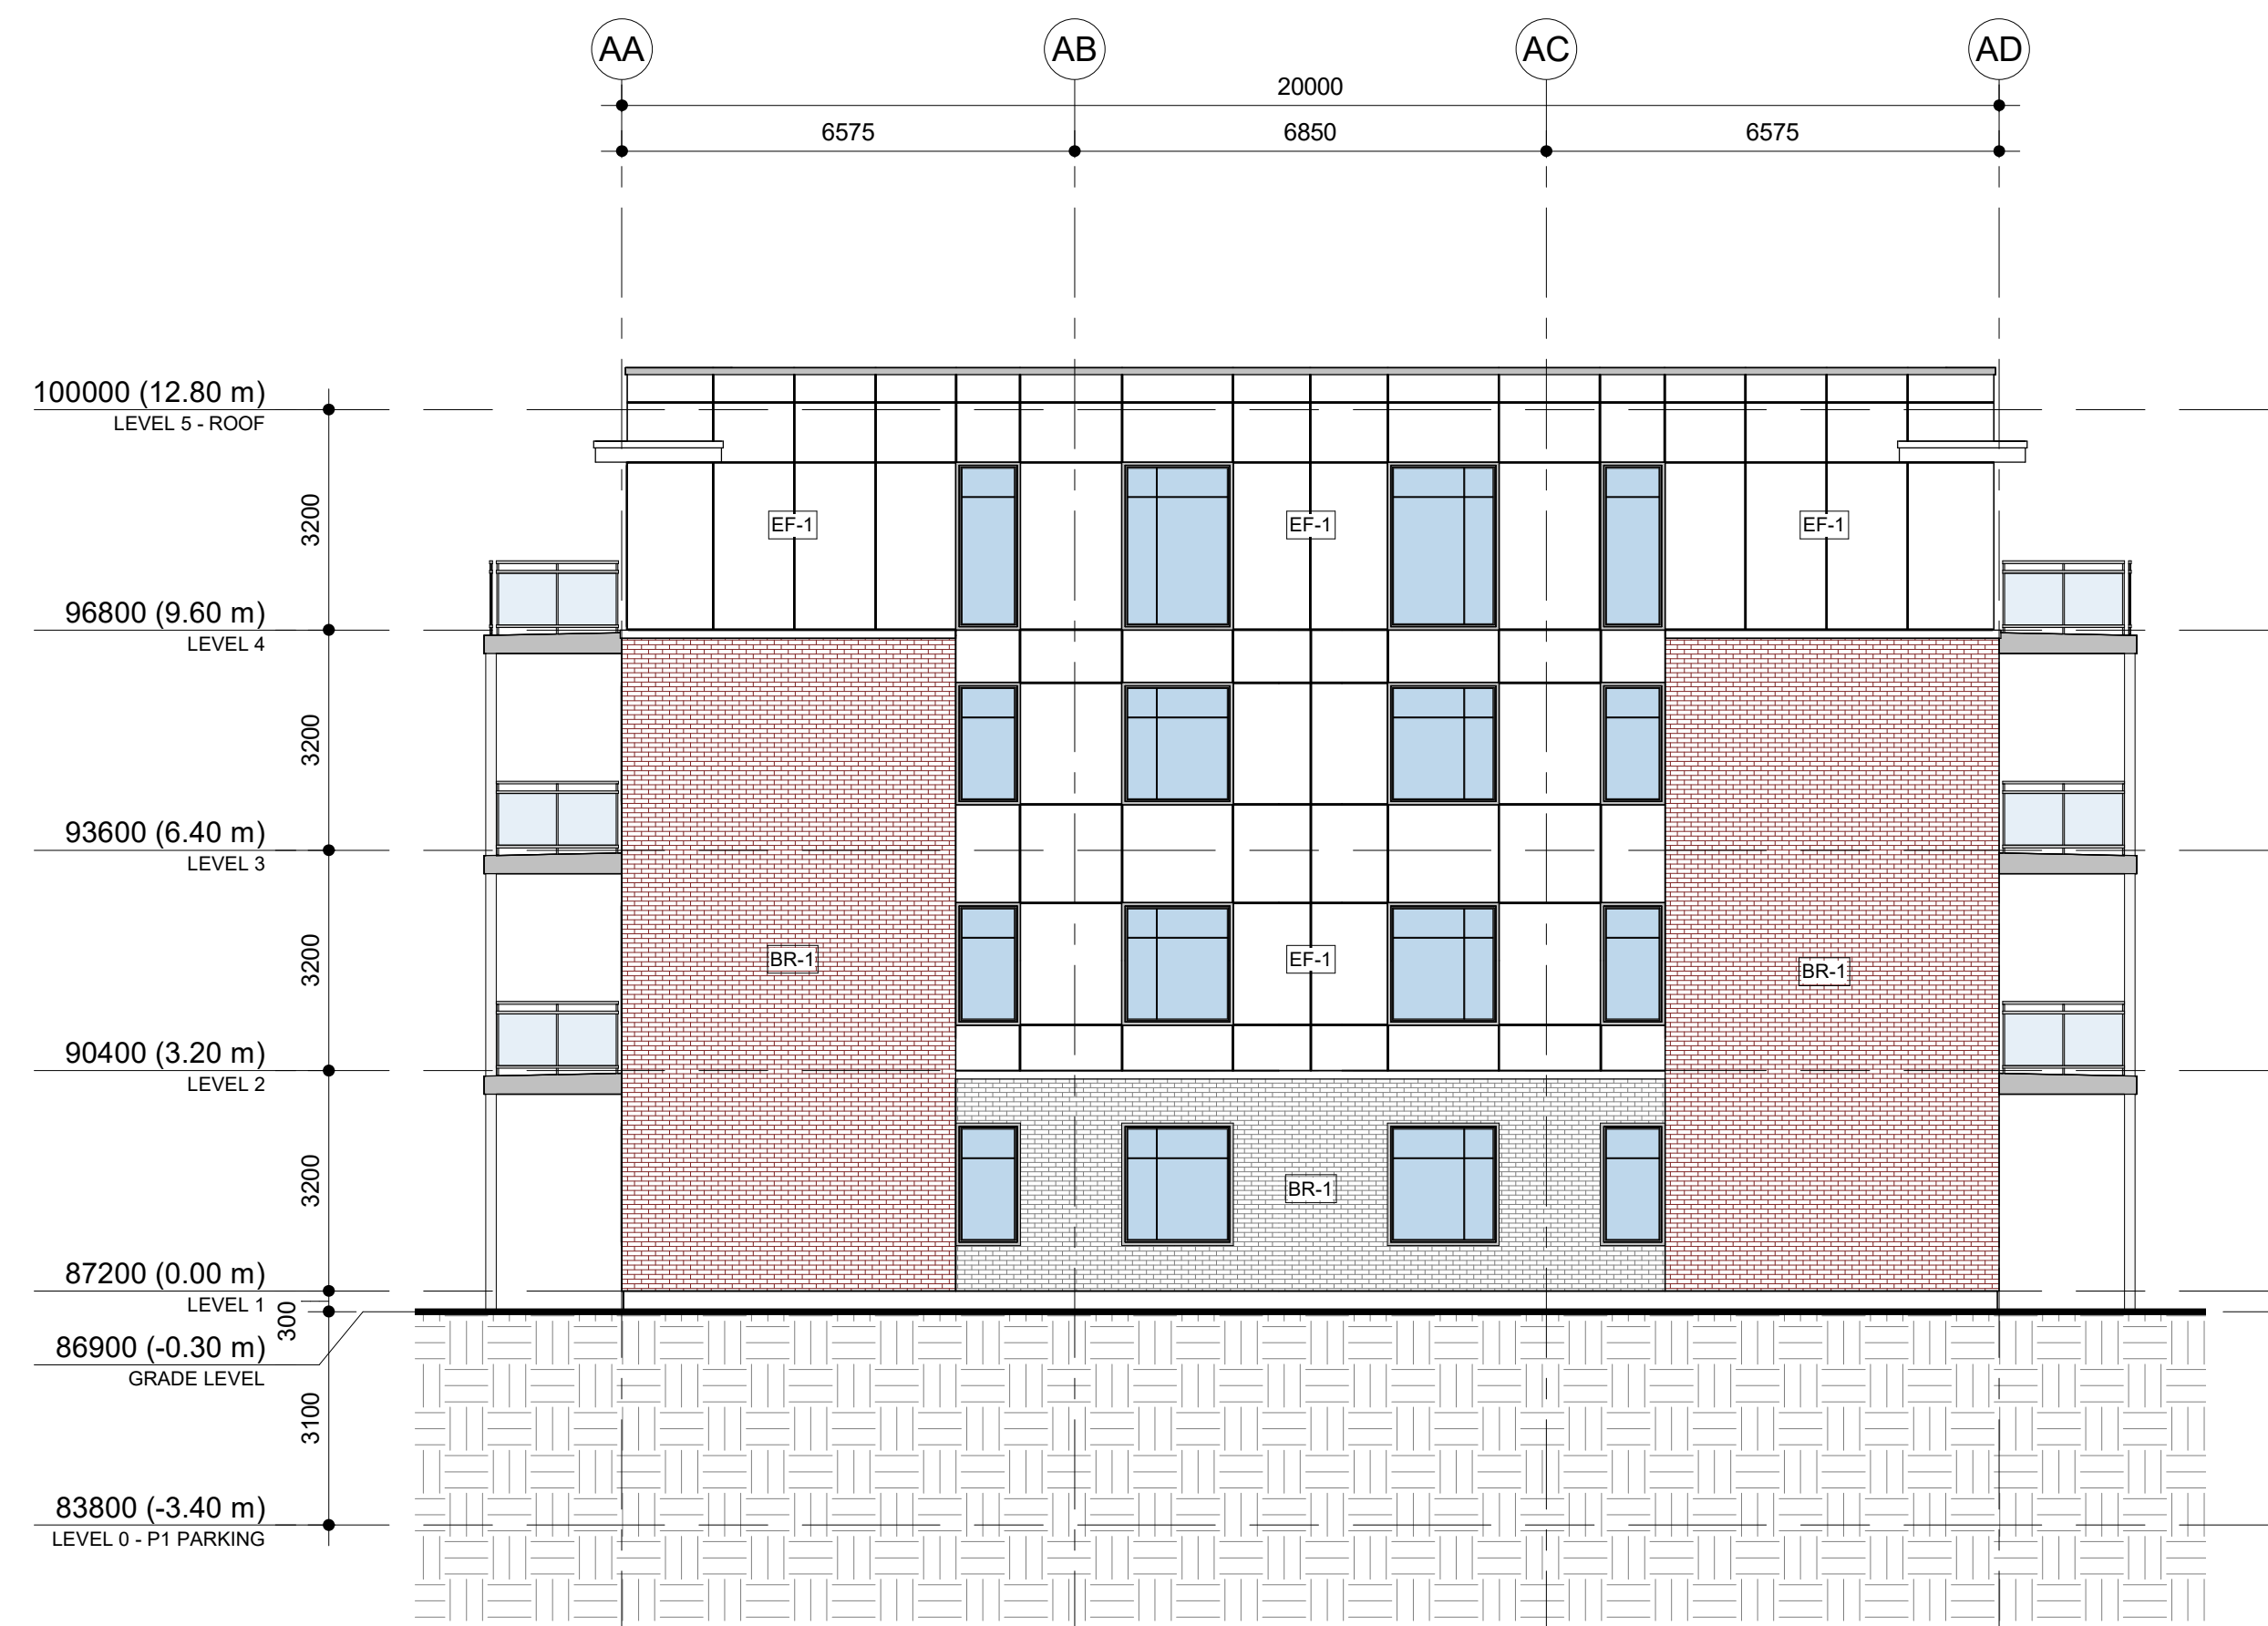 AA
AB
AC
AD
20000
6575
6850
6575
100000 (12.80 m)
LEVEL 5 - ROOF
3200
EF-1
EF-1
EF-1
96800 (9.60 m)
LEVEL 4
3200
93600 (6.40 m)
LEVEL 3
3200
BR-1
EF-1
BR-1
90400 (3.20 m)
LEVEL 2
3200
BR-1
87200 (0.00 m)
LEVEL 1
300
86900 (-0.30 m)
GRADE LEVEL
3100
83800 (-3.40 m)
LEVEL 0 - P1 PARKING